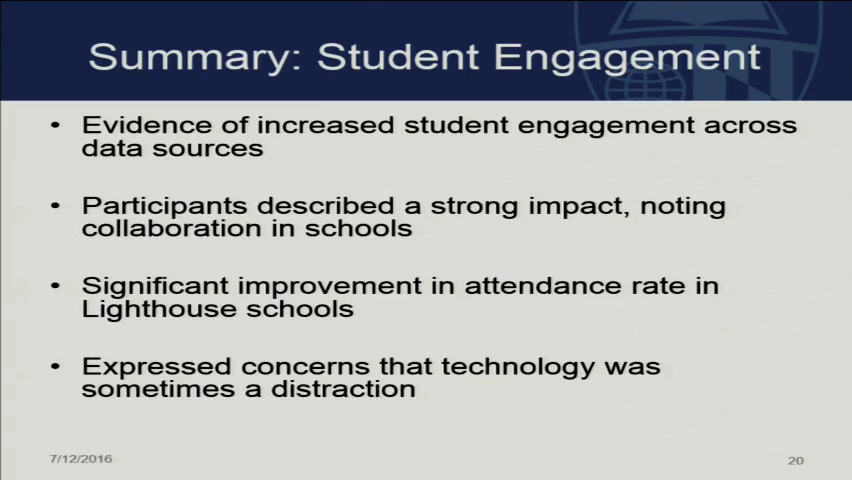 Summary: Student Engagement
• Evidence of increased student engagement across
data sources
• Participants described a strong impact, noting
collaboration in schools
• Significant improvement in attendance rate in
Lighthouse schools
• Expressed concerns that technology was
sometimes a distraction
7/12/2016
20